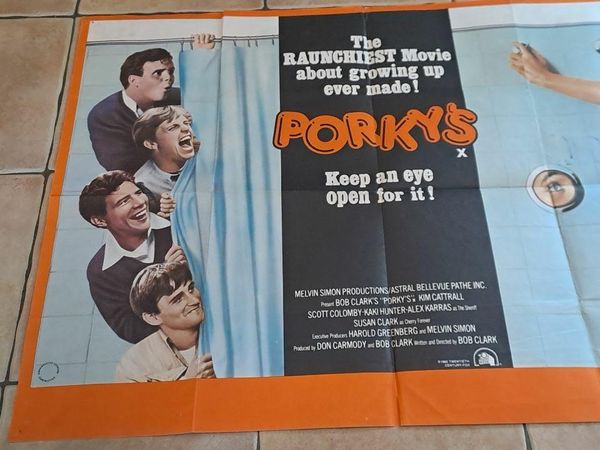 The
RAUNCHIEST Movie
about growing up
ever made!
PORKY'S
X
Keep an eye
open for it!
MELVIN SIMON PRODUCTIONS/ASTRAL BELLEVUE PATHE INC.
Present BOB CLARK'S "PORKY'S" KIM CATTRALL
SCOTT COLOMBY·KAKI HUNTER·ALEX KARRAS as The Sheriff
SUSAN CLARK as Cherry Forever
Executive Producers HAROLD GREENBERG and MELVIN SIMON
Produced by DON CARMODY and BOB CLARK Written and Directed by BOB CLARK
TWENTIETH
CENTURY-FOX